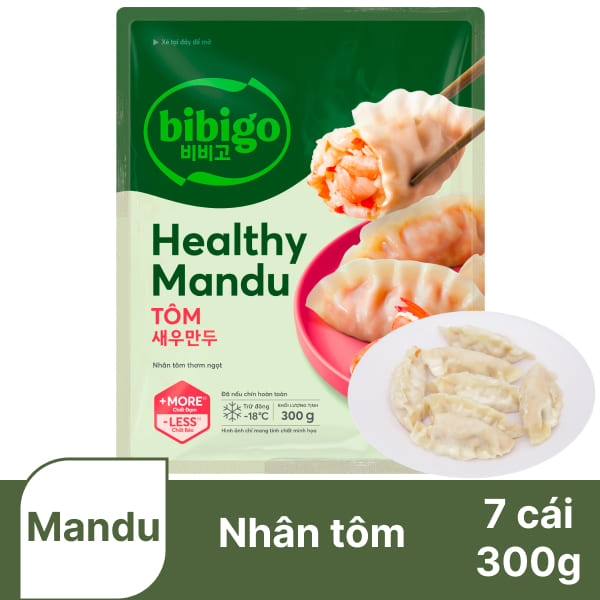 ▶ Xé tại đây để mở
bibigo
비비고
Healthy
Mandu
TÔM
새우만두
Nhân tôm thơm ngọt
+MORE
Chất Đạm
-LESS
Chất Béo
Đã nấu chín hoàn toàn
Trữ đông
-18°C
KHỐI LƯỢNG TỊNH
300 g
Hình ảnh chỉ mang tính chất minh họa
Mandu
Nhân tôm
7 cái
300g